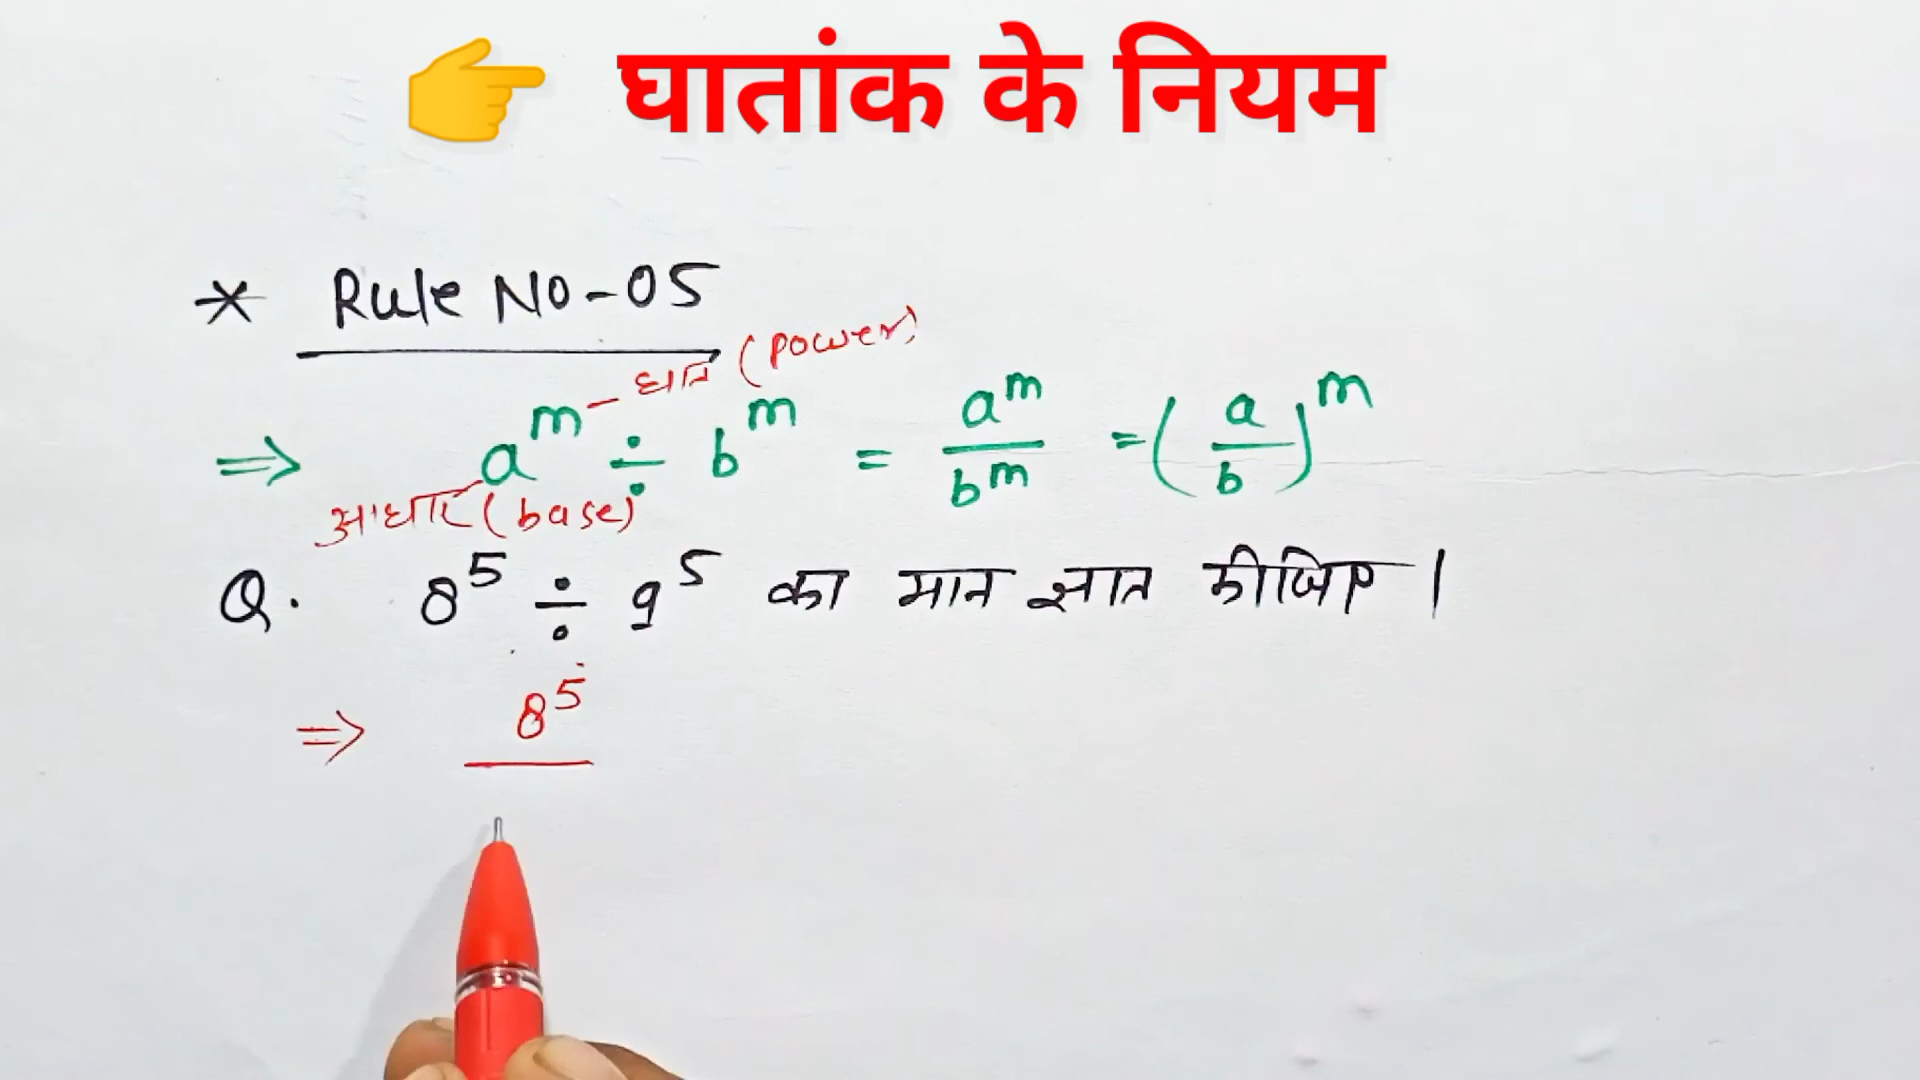 👉 घातांक के नियम
* Rule No-05
घात (power)
⇒ a^m ÷ b^m = a^m/b^m = (a/b)^m
आधार (base)
Q. 8^5 ÷ 9^5 का मान ज्ञात कीजिए ।
⇒ 8^5